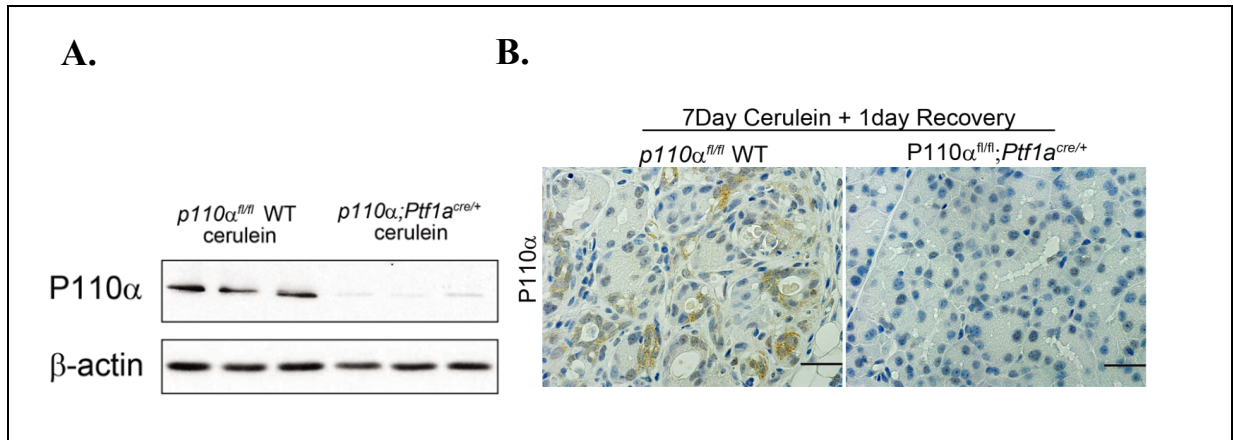 A.
B.
7Day Cerulein + 1day Recovery
p110α^fl/fl WT
P110α^fl/fl;Ptf1a^cre/+
p110α^fl/fl WT
cerulein
p110α;Ptf1a^cre/+
cerulein
P110α
β-actin
P110α